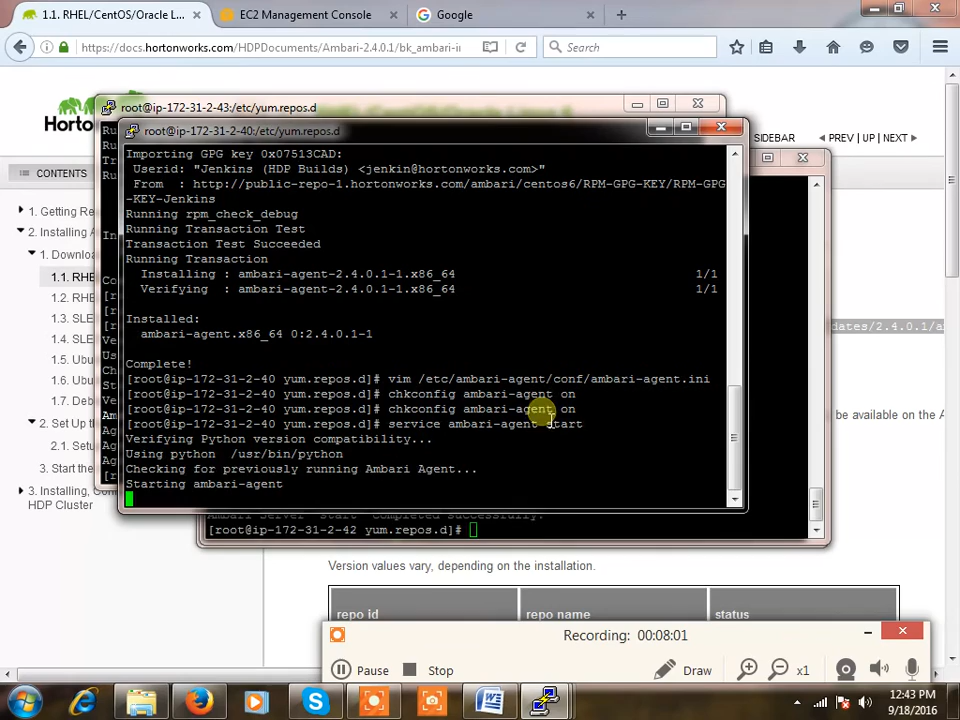 1.1. RHEL/CentOS/Oracle L...
EC2 Management Console
Google
https://docs.hortonworks.com/HDPDocuments/Ambari-2.4.0.1/bk_ambari-i
Search
Horto
SIDEBAR
PREV | UP | NEXT
CONTENTS
1. Getting Re
2. Installing A
1. Downlo
1.1. RHE
1.2. RHE
1.3. SLE
1.4. SLE
1.5. Ubu
1.6. Ubu
1.7. Deb
2. Set Up th
2.1. Setu
3. Start the
3. Installing, Con
HDP Cluster
root@ip-172-31-2-43:/etc/yum.repos.d
root@ip-172-31-2-40:/etc/yum.repos.d
Importing GPG key 0x07513CAD:
Userid: "Jenkins (HDP Builds) <jenkin@hortonworks.com>"
From  : http://public-repo-1.hortonworks.com/ambari/centos6/RPM-GPG-KEY/RPM-GPG
-KEY-Jenkins
Running rpm_check_debug
Running Transaction Test
Transaction Test Succeeded
Running Transaction
Installing : ambari-agent-2.4.0.1-1.x86_64 1/1
Verifying  : ambari-agent-2.4.0.1-1.x86_64 1/1
Installed:
ambari-agent.x86_64 0:2.4.0.1-1
Complete!
[root@ip-172-31-2-40 yum.repos.d]# vim /etc/ambari-agent/conf/ambari-agent.ini
[root@ip-172-31-2-40 yum.repos.d]# chkconfig ambari-agent on
[root@ip-172-31-2-40 yum.repos.d]# chkconfig ambari-agent on
[root@ip-172-31-2-40 yum.repos.d]# service ambari-agent start
Verifying Python version compatibility...
Using python  /usr/bin/python
Checking for previously running Ambari Agent...
Starting ambari-agent
dates/2.4.0.1/a
be available on the A
Ambari Server 'start' completed successfully.
[root@ip-172-31-2-42 yum.repos.d]#
Version values vary, depending on the installation.
repo id
repo name
status
Recording: 00:08:01
Pause
Stop
Draw
x1
12:43 PM
9/18/2016